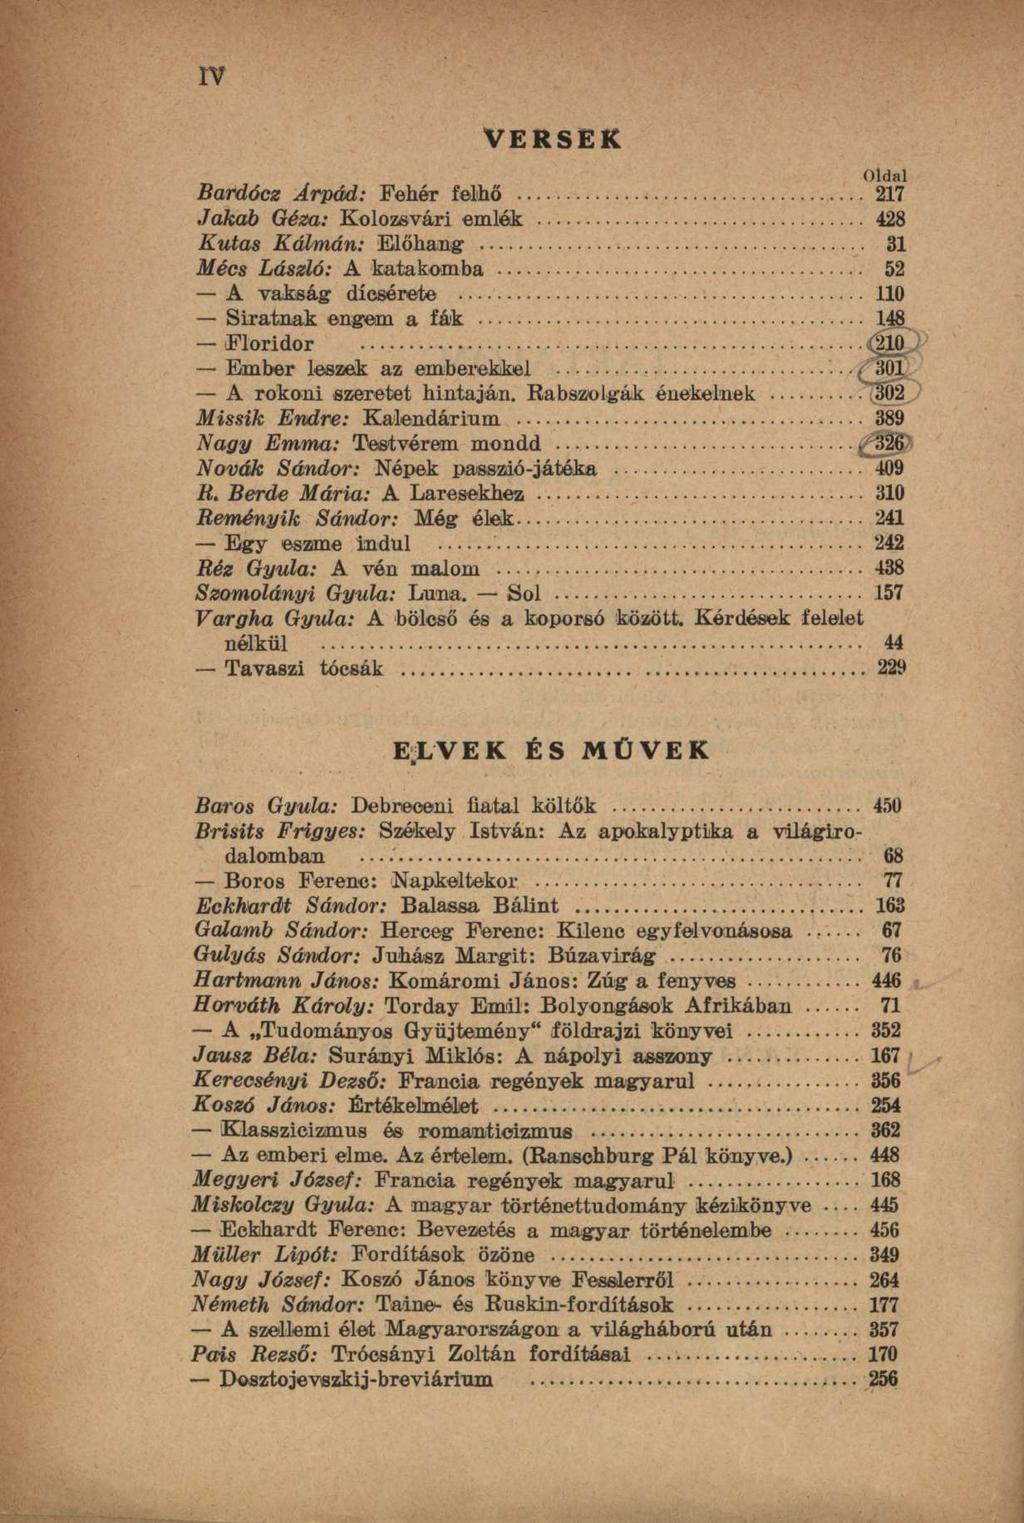 IV
VERSEK
Oldal
Bardócz Árpád: Fehér felhő .......... 217
Jakab Géza: Kolozsvári emlék .......... 428
Kutas Kálmán: Előhang .......... 31
Mécs László: A katakomba .......... 52
— A vakság dícsérete .......... 110
— Siratnak engem a fák .......... 148
— Floridor .......... 210
— Ember leszek az emberekkel .......... 301
— A rokoni szeretet hintaján. Rabszolgák énekelnek .......... 302
Missik Endre: Kalendárium .......... 389
Nagy Emma: Testvérem mondd .......... 326
Novák Sándor: Népek passzió-játéka .......... 409
R. Berde Mária: A Laresekhez .......... 310
Reményik Sándor: Még élek .......... 241
— Egy eszme indul .......... 242
Réz Gyula: A vén malom .......... 438
Szomolányi Gyula: Luna. — Sol .......... 157
Vargha Gyula: A bölcső és a koporsó között. Kérdések felelet
nélkül .......... 44
— Tavaszi tócsák .......... 229
ELVEK ÉS MŰVEK
Baros Gyula: Debreceni fiatal költők .......... 450
Brisits Frigyes: Székely István: Az apokalyptika a világiro-
dalomban .......... 68
— Boros Ferenc: Napkeltekor .......... 77
Eckhardt Sándor: Balassa Bálint .......... 163
Galamb Sándor: Herceg Ferenc: Kilenc egyfelvonásosa ...... 67
Gulyás Sándor: Juhász Margit: Búzavirág .......... 76
Hartmann János: Komáromi János: Zúg a fenyves .......... 446
Horváth Károly: Torday Emil: Bolyongások Afrikában ...... 71
— A „Tudományos Gyüjtemény“ földrajzi könyvei .......... 352
Jausz Béla: Surányi Miklós: A nápolyi asszony .......... 167
Kerecsényi Dezső: Francia regények magyarul .......... 356
Koszó János: Értékelmélet .......... 254
— Klasszicizmus és romanticizmus .......... 362
— Az emberi elme. Az értelem. (Ranschburg Pál könyve.) ...... 448
Megyeri József: Francia regények magyarul .......... 168
Miskolczy Gyula: A magyar történettudomány kézikönyve .... 445
— Eckhardt Ferenc: Bevezetés a magyar történelembe ........ 456
Müller Lipót: Fordítások özöne .......... 349
Nagy József: Koszó János könyve Fesslerről .......... 264
Németh Sándor: Taine- és Ruskin-fordítások .......... 177
— A szellemi élet Magyarországon a világháború után ........ 357
Pais Rezső: Trócsányi Zoltán fordításai .......... 170
— Dosztojevszkij-breviárium .......... 256